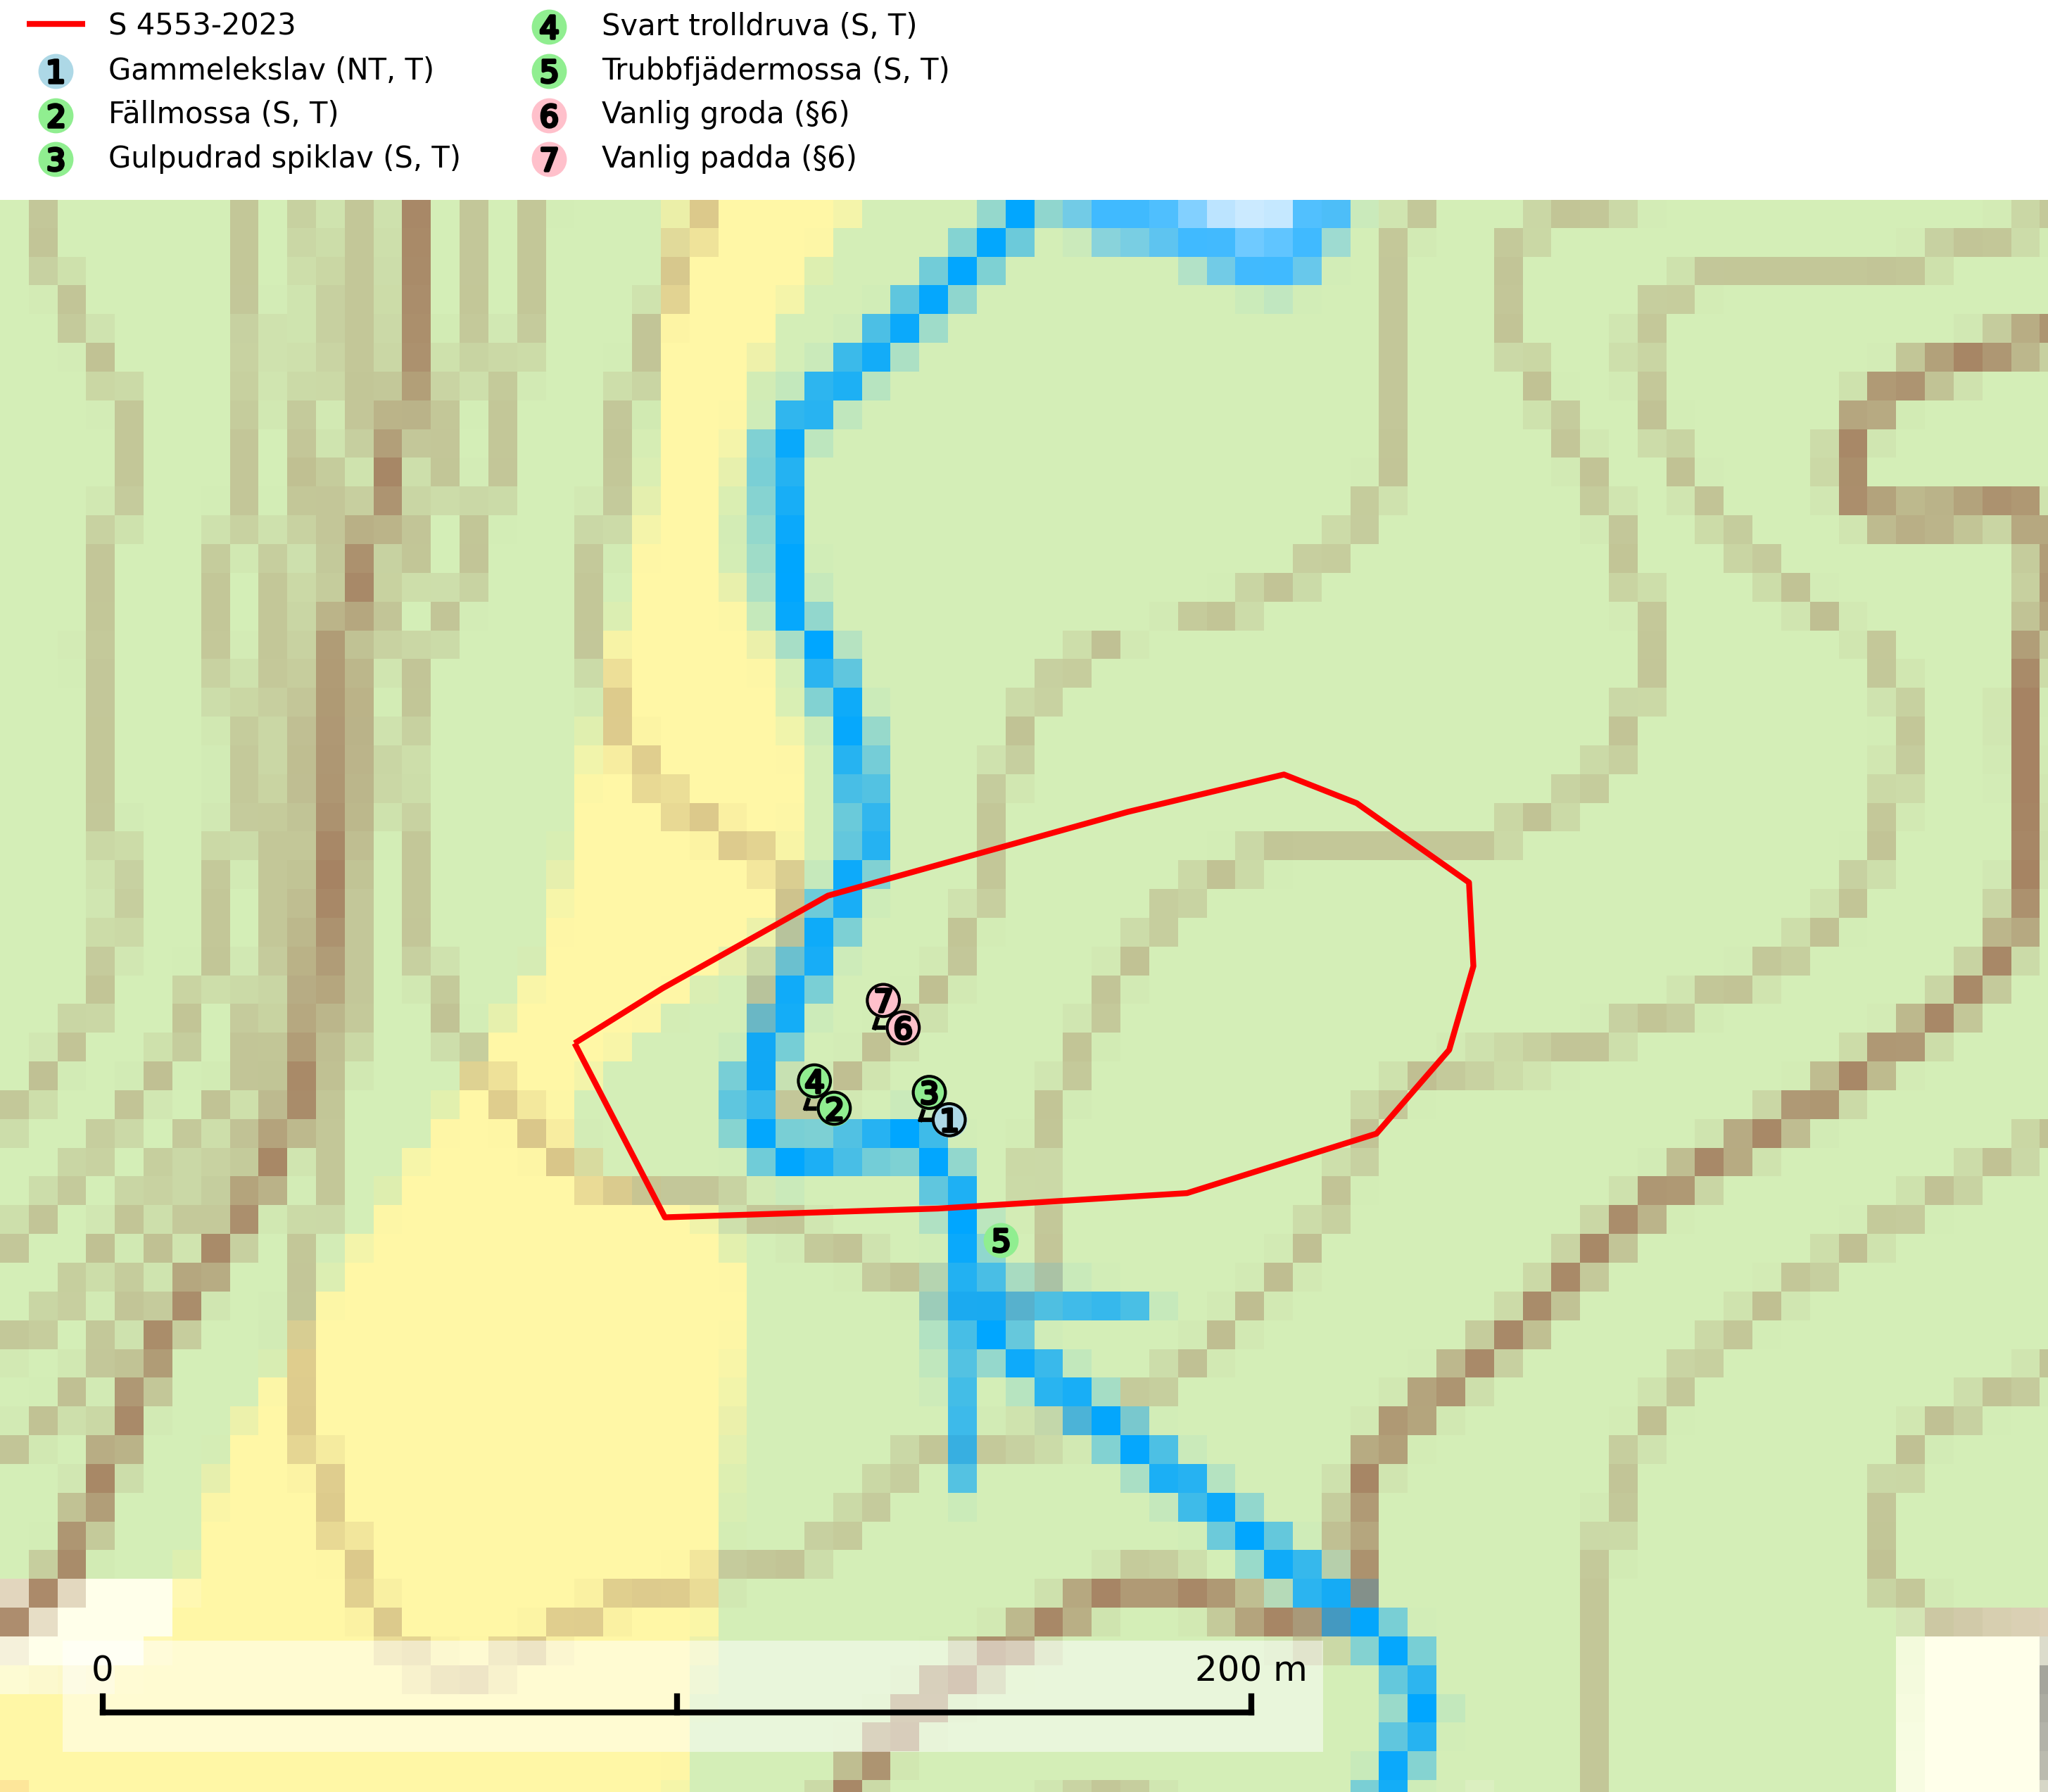 S 4553-2023
1 Gammelekslav (NT, T)
2 Fällmossa (S, T)
3 Gulpudrad spiklav (S, T)
4 Svart trolldruva (S, T)
5 Trubbfjädermossa (S, T)
6 Vanlig groda (§6)
7 Vanlig padda (§6)
7
6
4
2
3
1
5
0
200 m